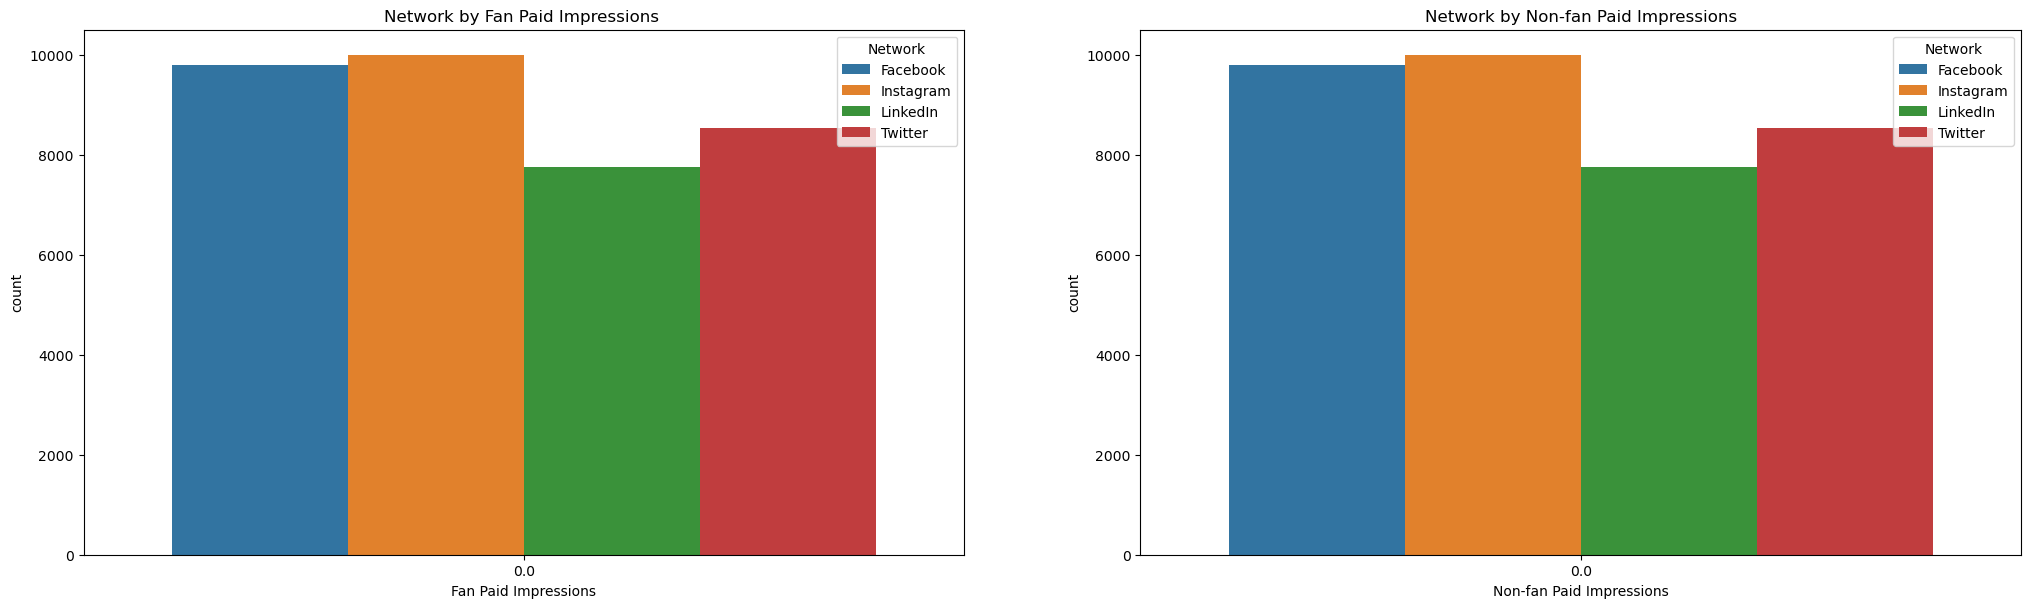 Network by Fan Paid Impressions
Network
Facebook
Instagram
LinkedIn
Twitter
10000
8000
6000
4000
2000
0
count
0.0
Fan Paid Impressions
Network by Non-fan Paid Impressions
Network
Facebook
Instagram
LinkedIn
Twitter
10000
8000
6000
4000
2000
0
count
0.0
Non-fan Paid Impressions